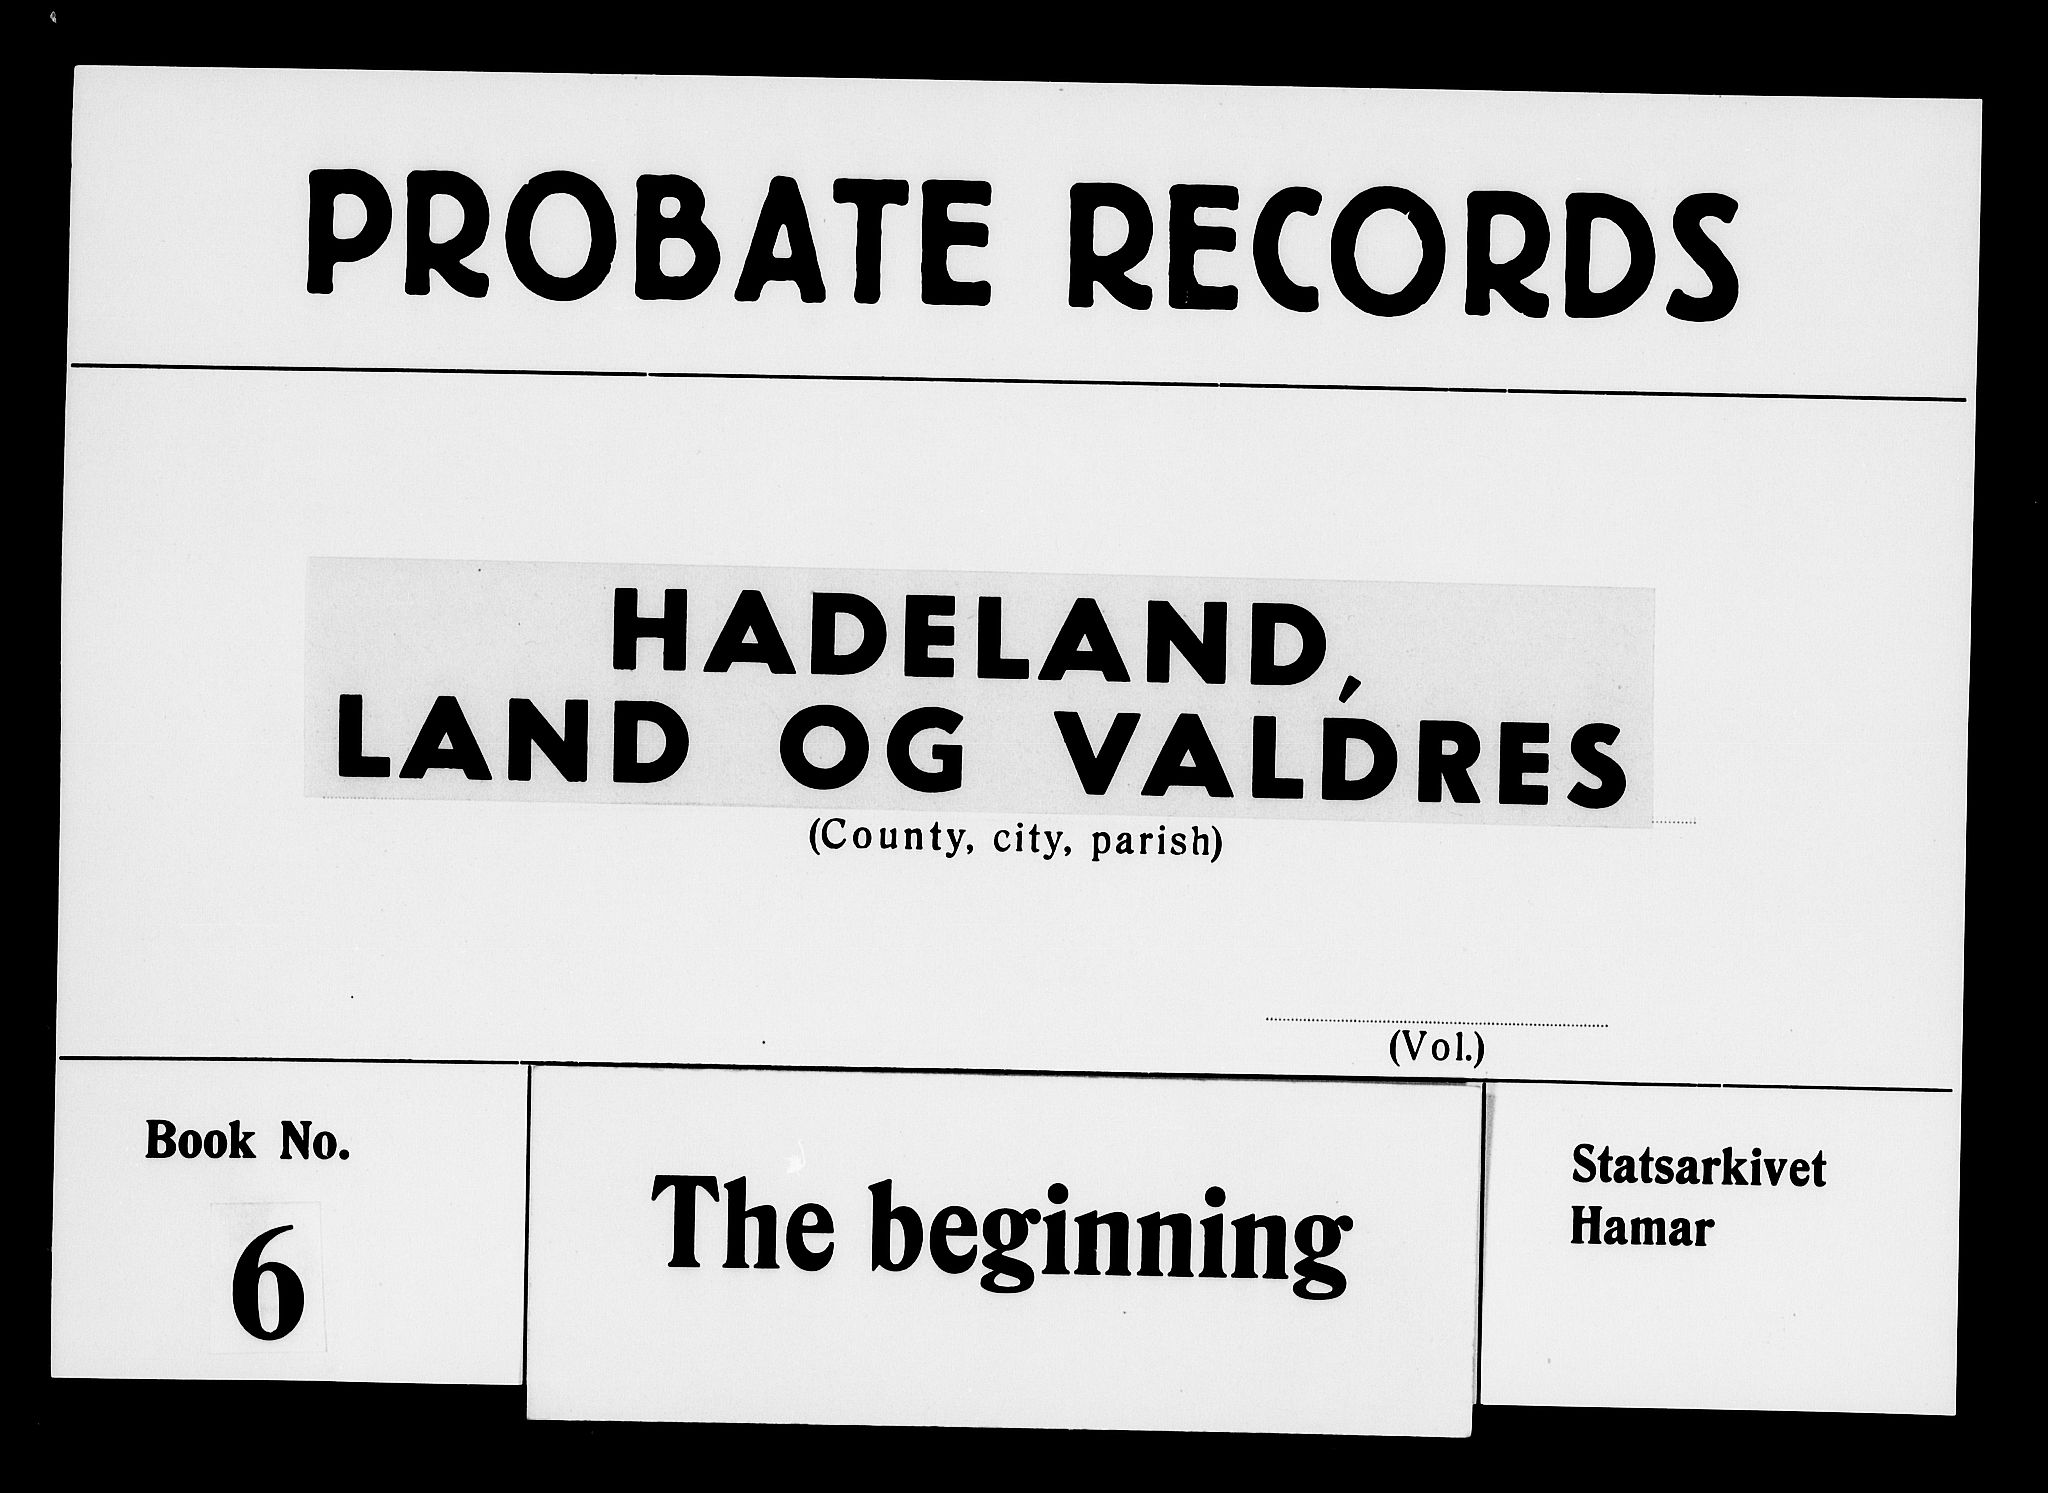 PROBATE RECORDS
HADELAND,
LAND OG VALDRES
(County, city, parish)
(Vol.)
Book No.
6
The beginning
Statsarkivet
Hamar